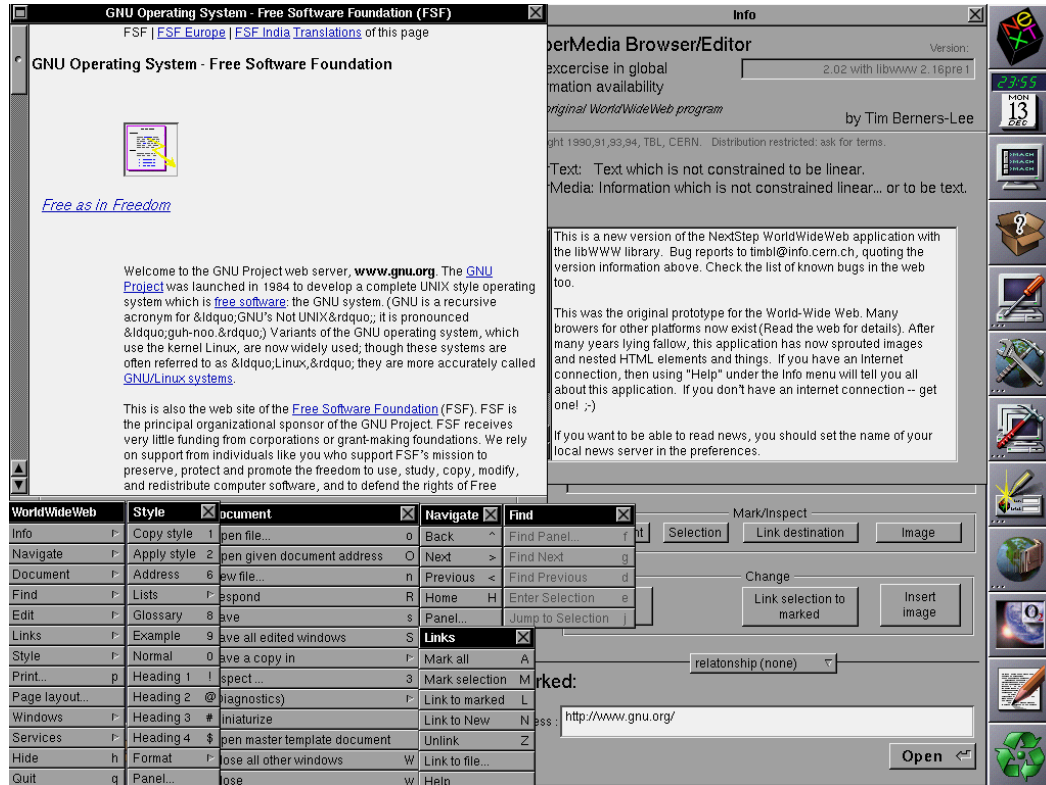 GNU Operating System - Free Software Foundation (FSF)
FSF | FSF Europe | FSF India Translations of this page
GNU Operating System - Free Software Foundation
Free as in Freedom
Welcome to the GNU Project web server, www.gnu.org. The GNU
Project was launched in 1984 to develop a complete UNIX style operating
system which is free software: the GNU system. (GNU is a recursive
acronym for &ldquo;GNU's Not UNIX&rdquo;; it is pronounced
&ldquo;guh-noo.&rdquo;) Variants of the GNU operating system, which
use the kernel Linux, are now widely used; though these systems are
often referred to as &ldquo;Linux,&rdquo; they are more accurately called
GNU/Linux systems.
This is also the web site of the Free Software Foundation (FSF). FSF is
the principal organizational sponsor of the GNU Project. FSF receives
very little funding from corporations or grant-making foundations. We rely
on support from individuals like you who support FSF's mission to
preserve, protect and promote the freedom to use, study, copy, modify,
and redistribute computer software, and to defend the rights of Free
Info
perMedia Browser/Editor
Version:
excercise in global
2.02 with libwww 2.16pre1
rmation availability
original WorldWideWeb program
by Tim Berners-Lee
ght 1990,91,93,94, TBL, CERN. Distribution restricted: ask for terms.
rText: Text which is not constrained to be linear.
rMedia: Information which is not constrained linear... or to be text.
This is a new version of the NextStep WorldWideWeb application with
the libWWW library. Bug reports to timbl@info.cern.ch, quoting the
version information above. Check the list of known bugs in the web
too.
This was the original prototype for the World-Wide Web. Many
browers for other platforms now exist (Read the web for details). After
many years lying fallow, this application has now sprouted images
and nested HTML elements and things. If you have an Internet
connection, then using "Help" under the Info menu will tell you all
about this application. If you don't have an internet connection -- get
one! ;-)
If you want to be able to read news, you should set the name of your
local news server in the preferences.
WorldWideWeb
Info
Navigate
Document
Find
Edit
Links
Style
Print... p
Page layout...
Windows
Services
Hide h
Quit q
Style
Copy style 1
Apply style 2
Address 6
Lists
Glossary 8
Example 9
Normal 0
Heading 1 !
Heading 2 @
Heading 3 #
Heading 4 $
Format
Panel...
ocument
pen file... o
pen given document address O
ew file... n
espond R
ave s
ave all edited windows S
ave a copy in
spect... 3
iagnostics)
iniaturize
pen master template document
lose all other windows W
lose w
Navigate
Back ^
Next >
Previous <
Home H
Panel...
Find
Find Panel... f
Find Next g
Find Previous d
Enter Selection e
Jump to Selection j
Links
Mark all A
Mark selection M
Link to marked L
Link to New N
Unlink Z
Link to file...
Help
Mark/Inspect
nt
Selection
Link destination
Image
Change
Link selection to
marked
Insert
image
relatonship (none)
rked:
ess :
http://www.gnu.org/
Open
NeXT
23:55
MON
13
DEC